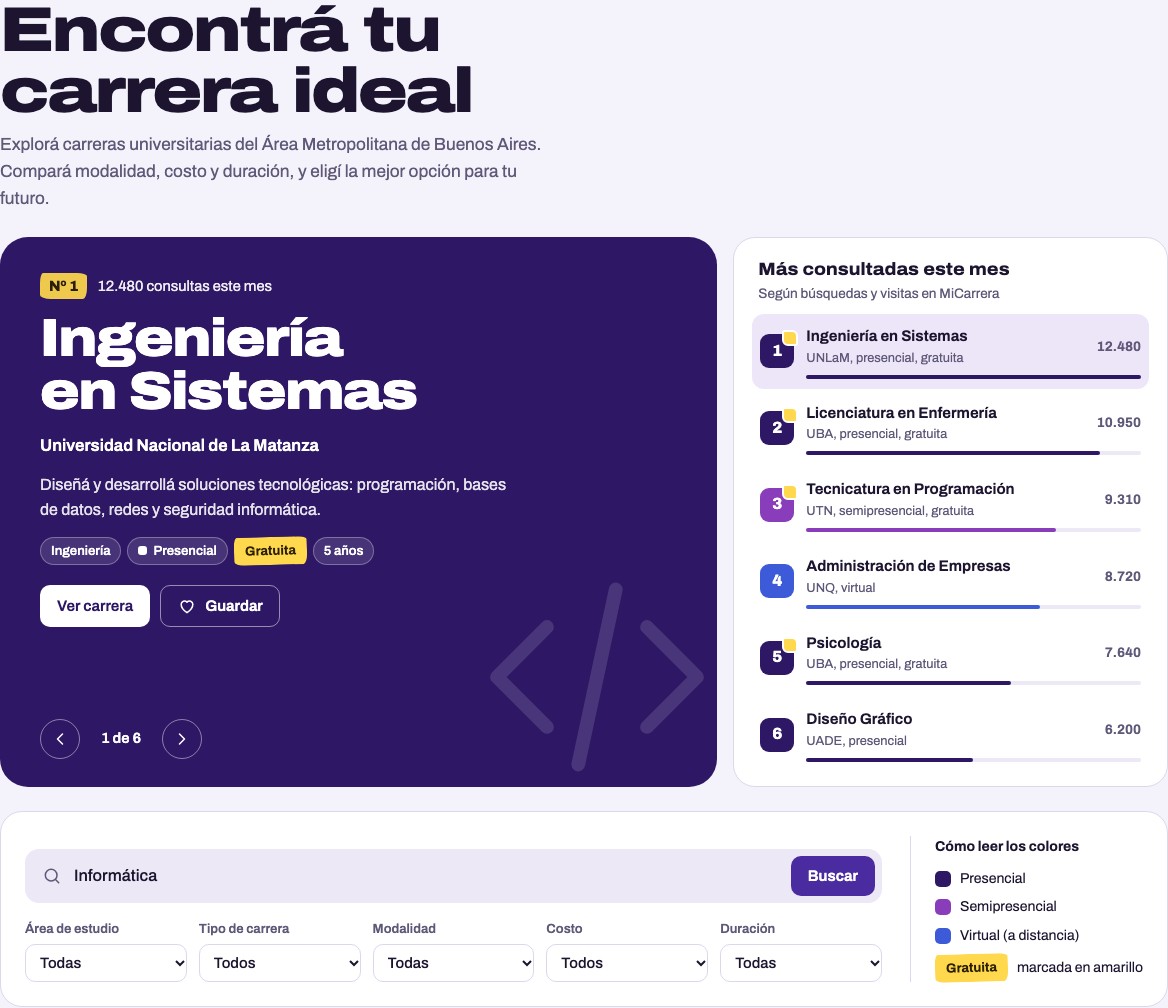 Encontrá tu
carrera ideal
Explorá carreras universitarias del Área Metropolitana de Buenos Aires.
Compará modalidad, costo y duración, y eligí la mejor opción para tu
futuro.
Nº 1
12.480 consultas este mes
Ingeniería
en Sistemas
Universidad Nacional de La Matanza
Diseñá y desarrollá soluciones tecnológicas: programación, bases
de datos, redes y seguridad informática.
Ingeniería
Presencial
Gratuita
5 años
Ver carrera
Guardar
1 de 6
Más consultadas este mes
Según búsquedas y visitas en MiCarrera
1
Ingeniería en Sistemas
UNLaM, presencial, gratuita
12.480
2
Licenciatura en Enfermería
UBA, presencial, gratuita
10.950
3
Tecnicatura en Programación
UTN, semipresencial, gratuita
9.310
4
Administración de Empresas
UNQ, virtual
8.720
5
Psicología
UBA, presencial, gratuita
7.640
6
Diseño Gráfico
UADE, presencial
6.200
Informática
Buscar
Área de estudio
Todas
Tipo de carrera
Todos
Modalidad
Todas
Costo
Todos
Duración
Todas
Cómo leer los colores
Presencial
Semipresencial
Virtual (a distancia)
Gratuita
marcada en amarillo